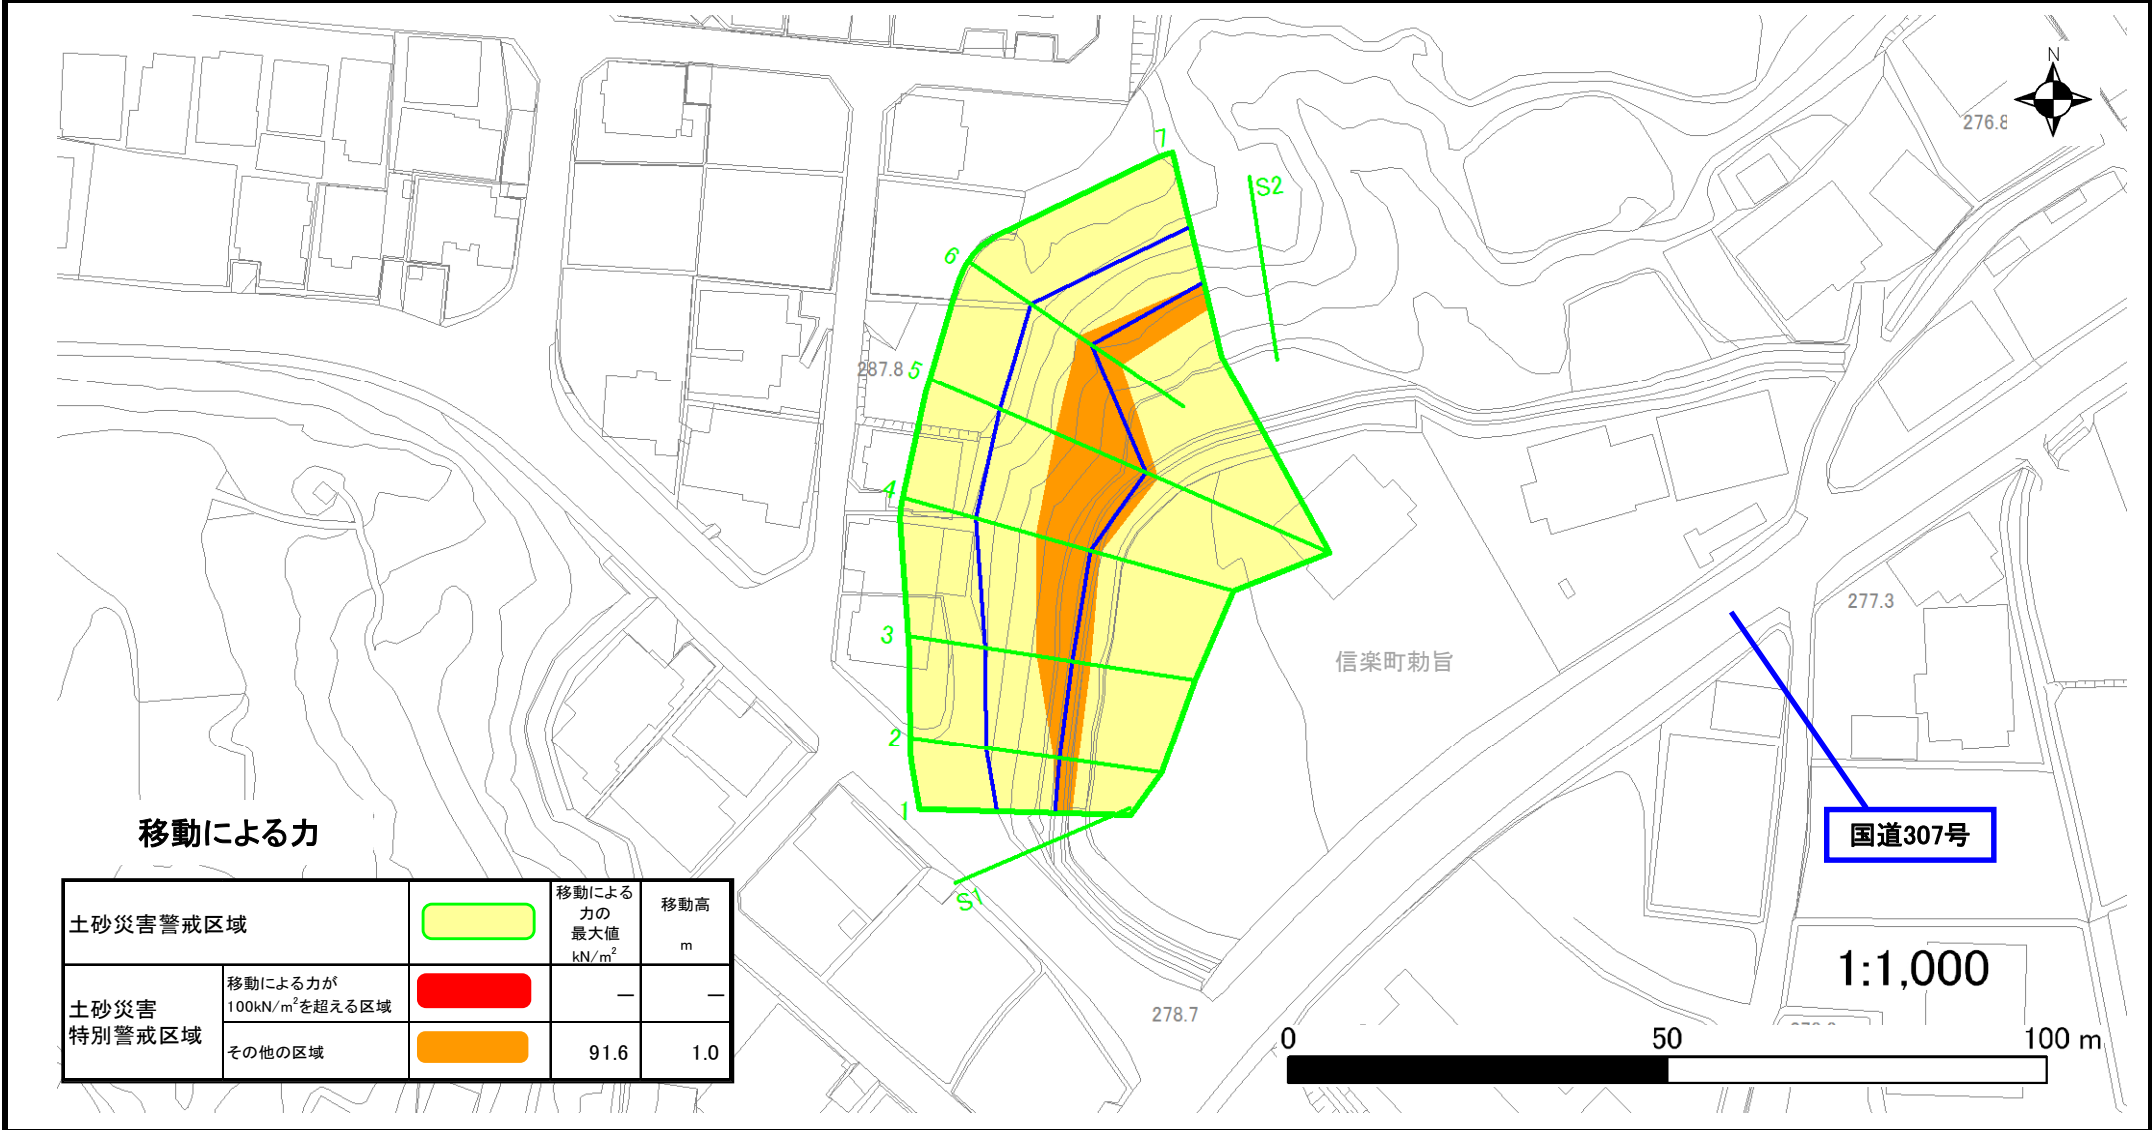 N
276.8
7
S2
6
287.8
5
4
3
277.3
信楽町勅旨
2
1
国道307号
S1
移動による力
土砂災害警戒区域
移動による
力の
最大値
kN/m²
移動高
m
土砂災害
特別警戒区域
移動による力が
100kN/m²を超える区域
―
―
その他の区域
91.6
1.0
278.7
1:1,000
0
50
100 m